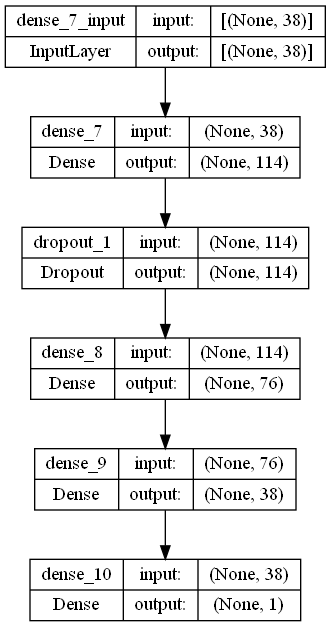 dense_7_input input: [(None, 38)]
InputLayer output: [(None, 38)]
dense_7 input: (None, 38)
Dense output: (None, 114)
dropout_1 input: (None, 114)
Dropout output: (None, 114)
dense_8 input: (None, 114)
Dense output: (None, 76)
dense_9 input: (None, 76)
Dense output: (None, 38)
dense_10 input: (None, 38)
Dense output: (None, 1)